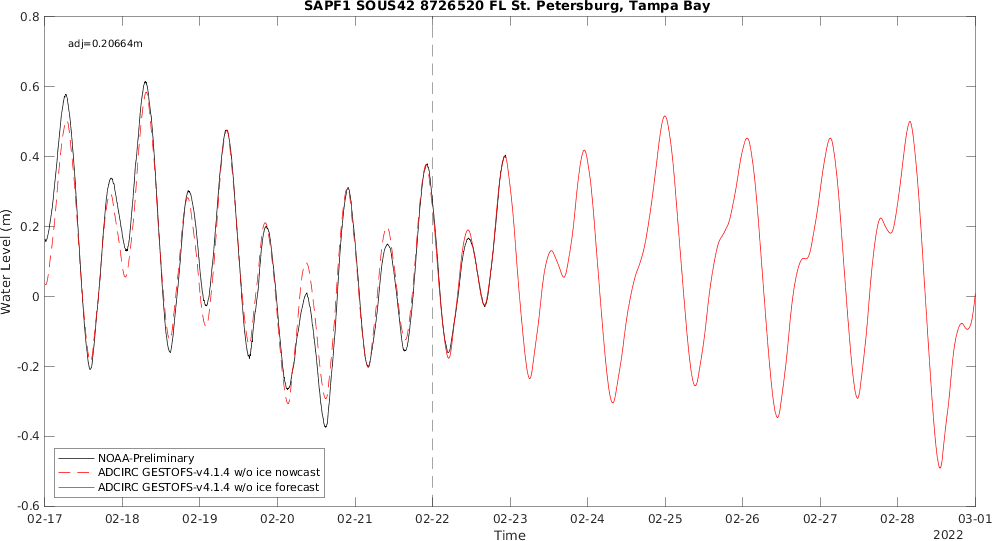 SAPF1 SOUS42 8726520 FL St. Petersburg, Tampa Bay
adj=0.20664m
Water Level (m)
0.8
0.6
0.4
0.2
0
-0.2
-0.4
-0.6
NOAA-Preliminary
ADCIRC GESTOFS-v4.1.4 w/o ice nowcast
ADCIRC GESTOFS-v4.1.4 w/o ice forecast
02-17 02-18 02-19 02-20 02-21 02-22 02-23 02-24 02-25 02-26 02-27 02-28 03-01
Time
2022